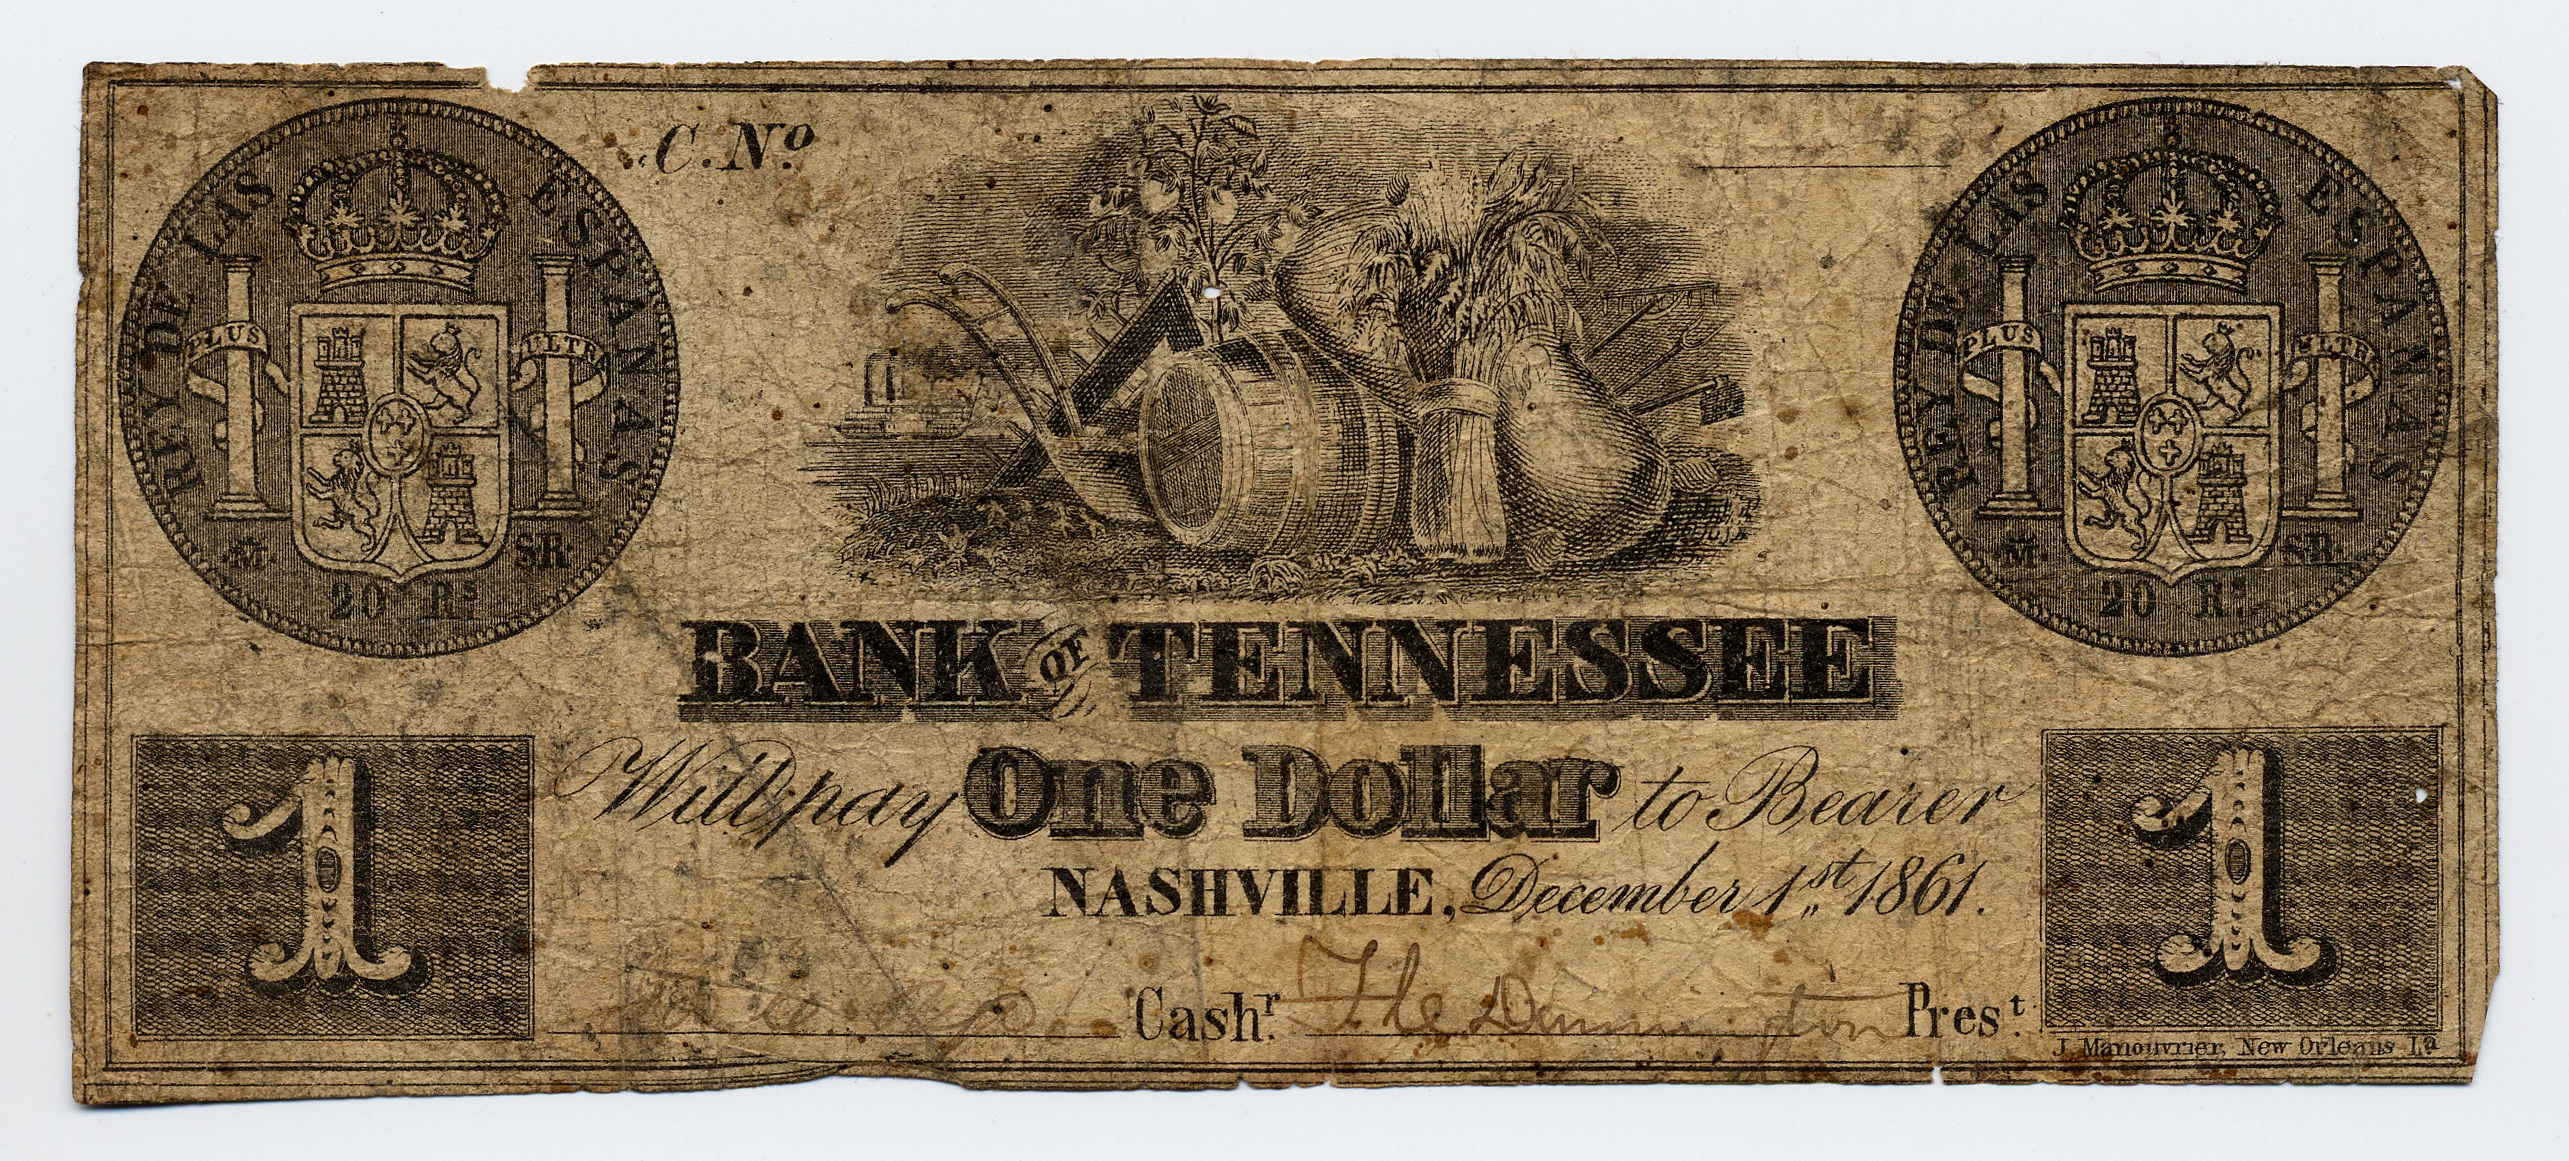 C. Nº
REY DE LAS ESPAÑAS
PLUS ULTR
M. SR.
20 Rs
REY DE LAS ESPAÑAS
PLUS ULTR
M. SR.
20 Rs
BANK OF TENNESSEE
Will pay One Dollar to Bearer
1
1
NASHVILLE, December 1st 1861.
Cashr. Prest.
J. Manouvrier, New Orleans La